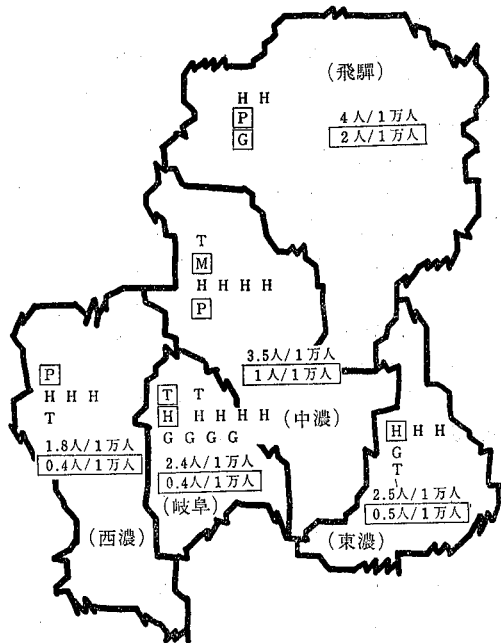 (飛驒)
H H
P
G
4人/1万人
2人/1万人
T
M
H H H H
P
3.5人/1万人
1人/1万人
(中濃)
P
H H H
T
1.8人/1万人
0.4人/1万人
(西濃)
T T
H H H H H
G G G G
2.4人/1万人
0.4人/1万人
(岐阜)
H H H
G
T
2.5人/1万人
0.5人/1万人
(東濃)